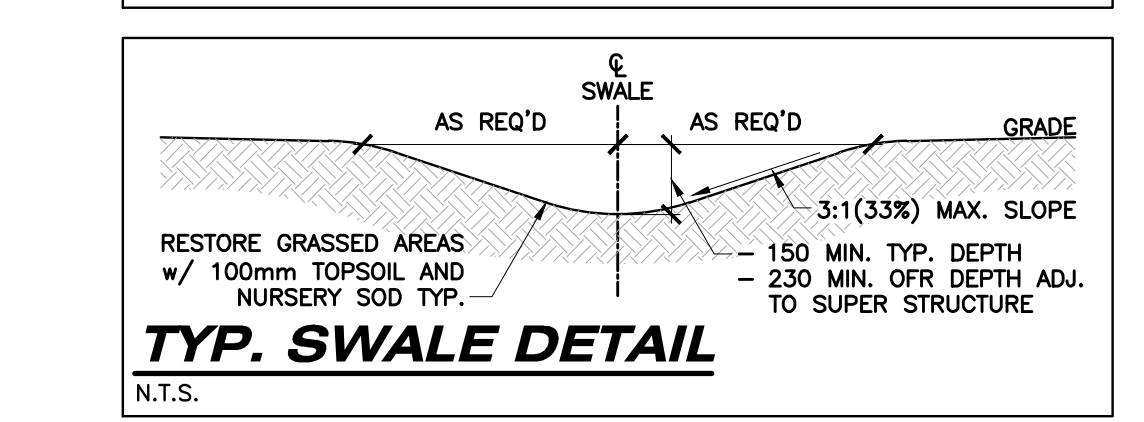 ℄
SWALE
AS REQ'D
AS REQ'D
GRADE
3:1(33%) MAX. SLOPE
RESTORE GRASSED AREAS
w/ 100mm TOPSOIL AND
NURSERY SOD TYP.
- 150 MIN. TYP. DEPTH
- 230 MIN. OFR DEPTH ADJ.
TO SUPER STRUCTURE
TYP. SWALE DETAIL
N.T.S.